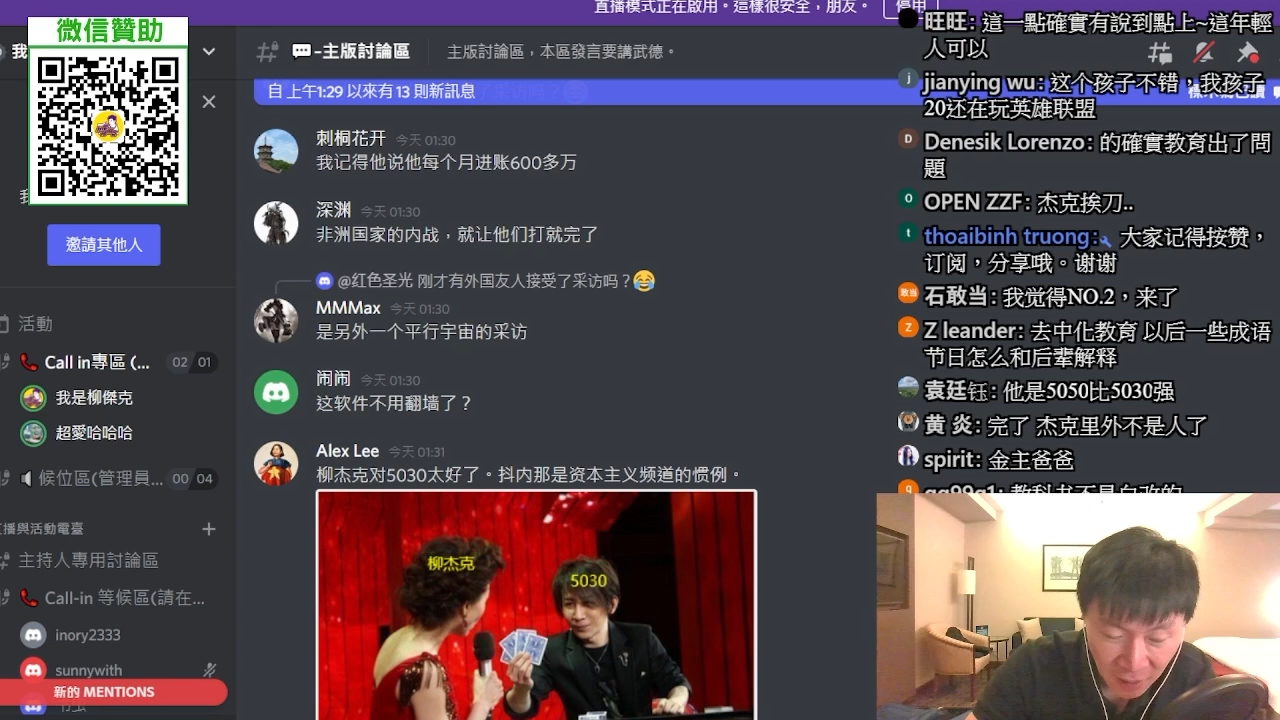 直播模式正在啟用。這樣很安全，朋友。
停用
微信贊助
我
💬-主版討論區
主版討論區，本區發言要講武德。
自 上午1:29 以來有 13 則新訊息
刺桐花开 今天 01:30
我记得他说他每个月进账600多万
深渊 今天 01:30
非洲国家的内战，就让他们打就完了
@红色圣光 刚才有外国友人接受了采访吗？😂
MMMax 今天 01:30
是另外一个平行宇宙的采访
闹闹 今天 01:30
这软件不用翻墙了？
Alex Lee 今天 01:31
柳杰克对5030太好了。抖内那是资本主义频道的惯例。
柳杰克
5030
邀請其他人
活動
📞 Call in專區 (... 02 01
我是柳傑克
超愛哈哈哈
候位區(管理員... 00 04
直播與活動電臺
主持人專用討論區
📞 Call-in 等候區(請在...
inory2333
sunnywith
新的 MENTIONS
旺旺: 這一點確實有說到點上~這年輕
人可以
jianying wu: 这个孩子不错，我孩子
20还在玩英雄联盟
Denesik Lorenzo: 的確實教育出了問
題
OPEN ZZF: 杰克挨刀..
thoaibinh truong: 大家记得按赞，
订阅，分享哦。谢谢
石敢当: 我觉得NO.2，来了
Z leander: 去中化教育 以后一些成语
节日怎么和后辈解释
袁廷钰: 他是5050比5030强
黄 炎: 完了 杰克里外不是人了
spirit: 金主爸爸